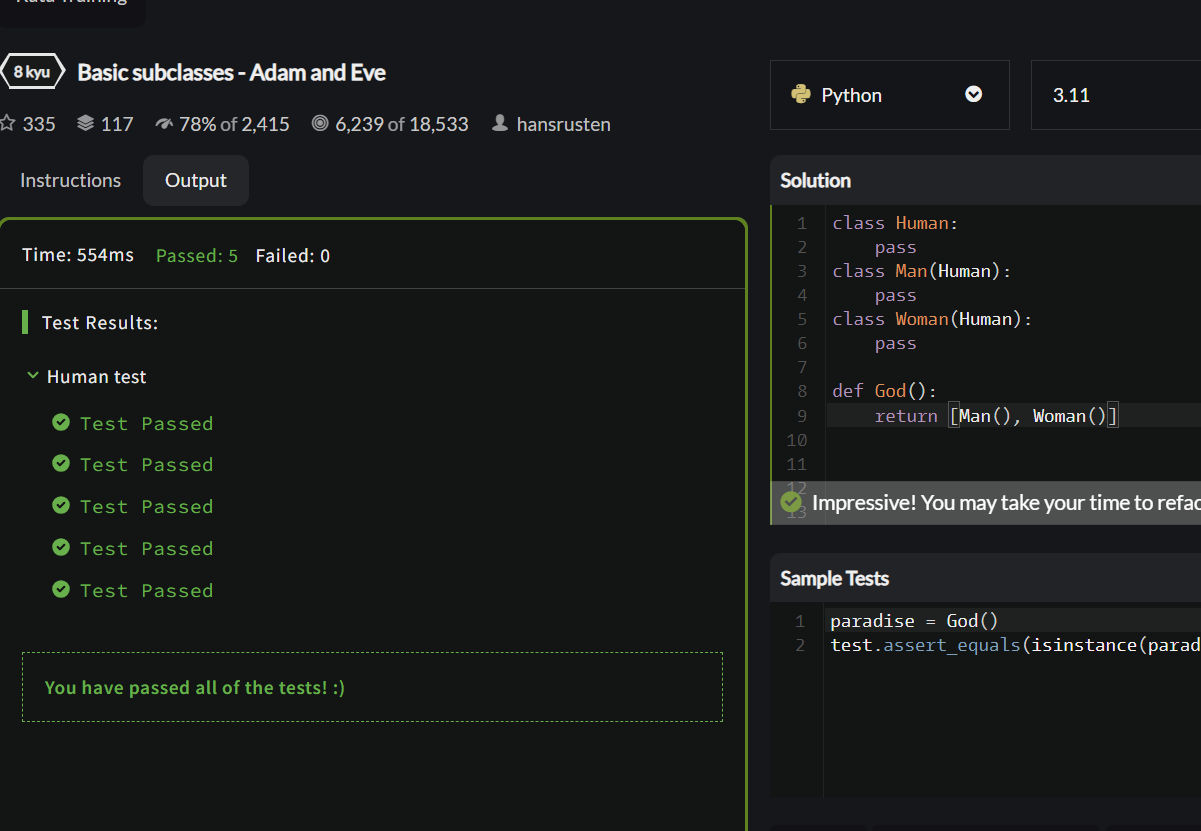 Kata Training
8 kyu
Basic subclasses - Adam and Eve
335 117 78% of 2,415 6,239 of 18,533 hansrusten
Instructions Output
Time: 554ms Passed: 5 Failed: 0
Test Results:
Human test
Test Passed
Test Passed
Test Passed
Test Passed
Test Passed
You have passed all of the tests! :)
Python
3.11
Solution
1 class Human:
2     pass
3 class Man(Human):
4     pass
5 class Woman(Human):
6     pass
7
8 def God():
9     return [Man(), Woman()]
10
11
12
13
Impressive! You may take your time to refac
Sample Tests
1 paradise = God()
2 test.assert_equals(isinstance(parad